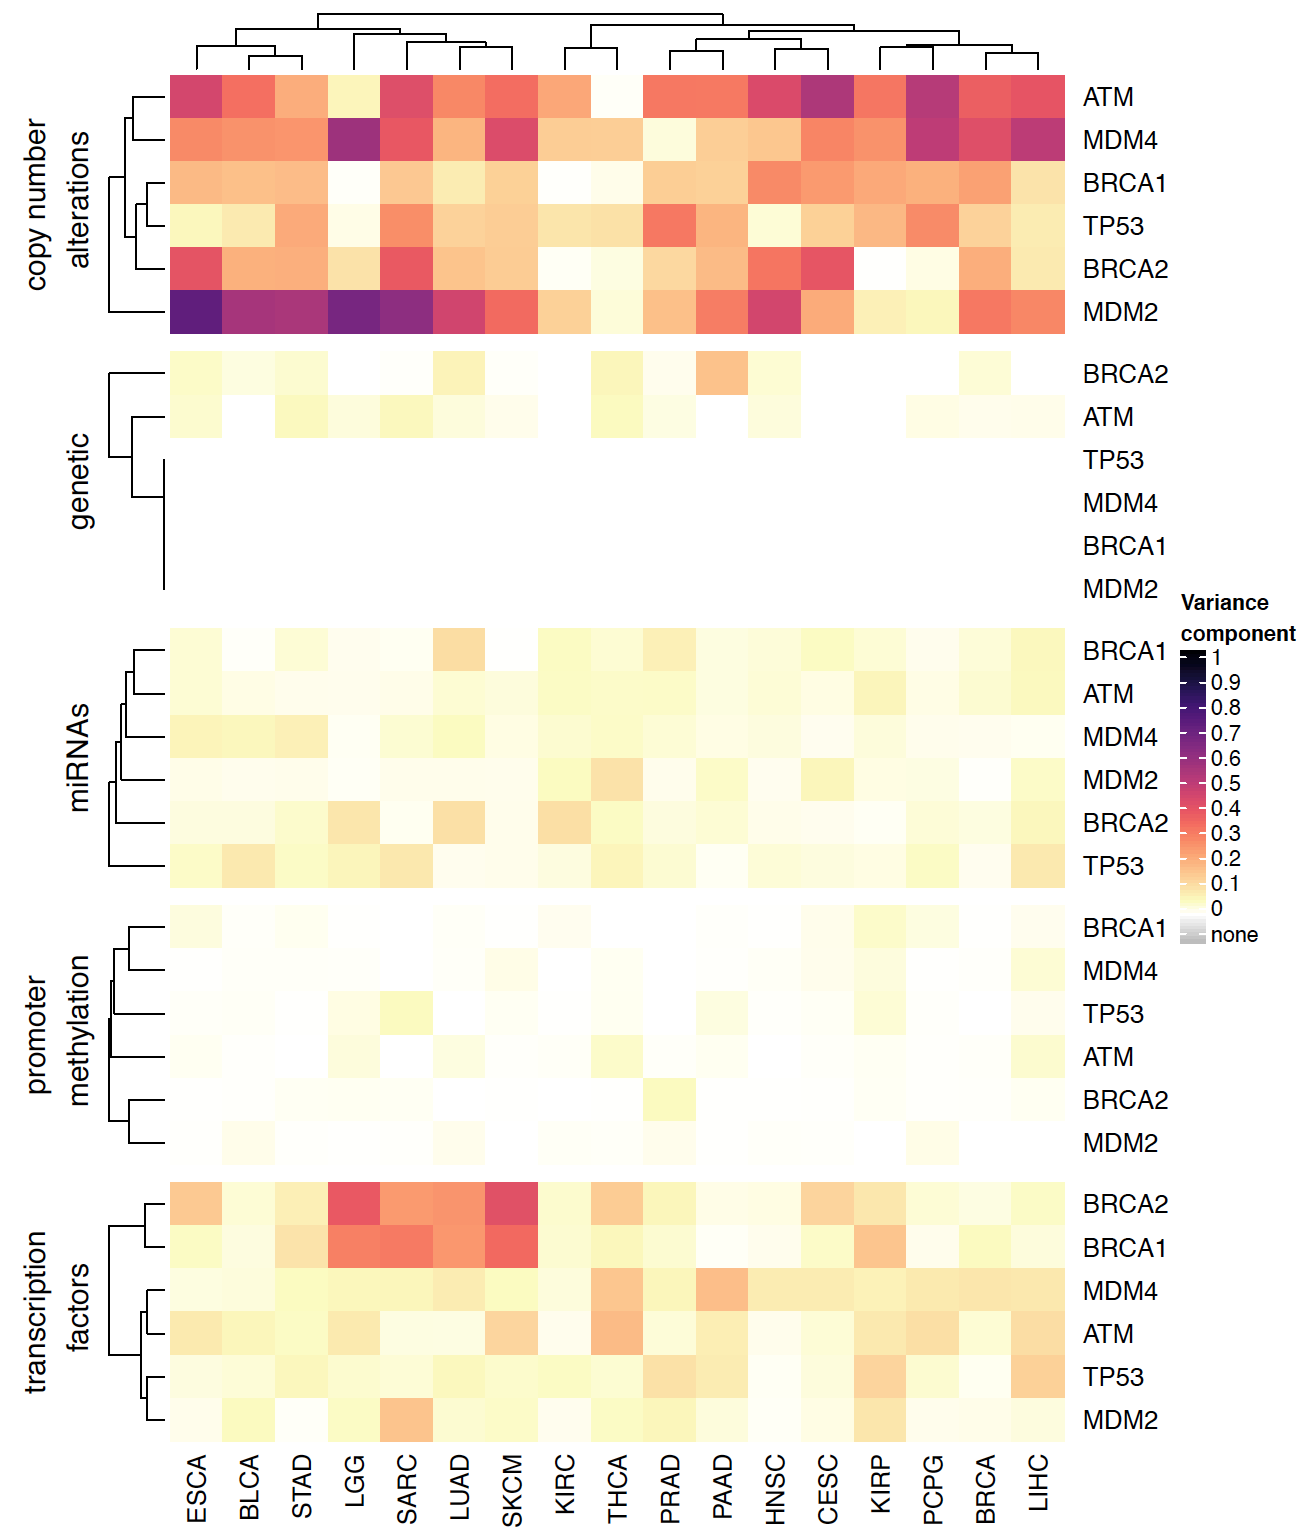 copy number
alterations
ATM
MDM4
BRCA1
TP53
BRCA2
MDM2
genetic
BRCA2
ATM
TP53
MDM4
BRCA1
MDM2
miRNAs
BRCA1
ATM
MDM4
MDM2
BRCA2
TP53
promoter
methylation
BRCA1
MDM4
TP53
ATM
BRCA2
MDM2
transcription
factors
BRCA2
BRCA1
MDM4
ATM
TP53
MDM2
ESCA
BLCA
STAD
LGG
SARC
LUAD
SKCM
KIRC
THCA
PRAD
PAAD
HNSC
CESC
KIRP
PCPG
BRCA
LIHC
Variance
component
1
0.9
0.8
0.7
0.6
0.5
0.4
0.3
0.2
0.1
0
none